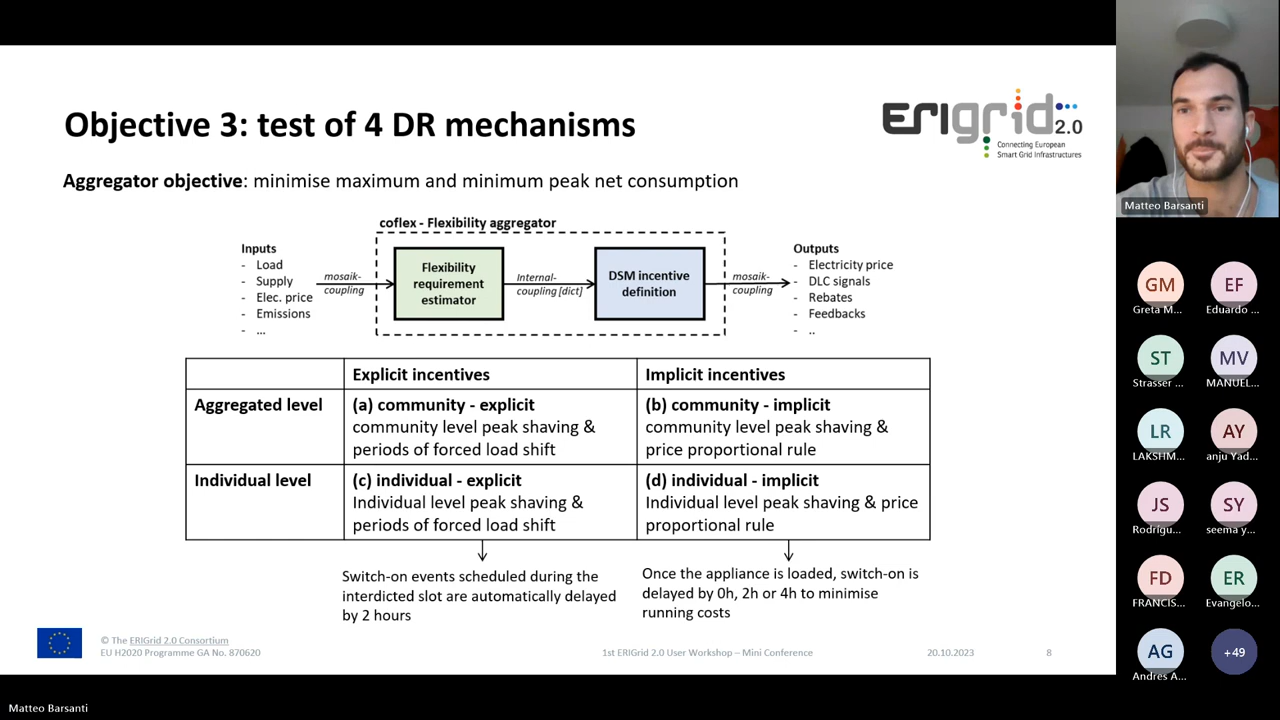 Objective 3: test of 4 DR mechanisms
ERIgrid 2.0
Connecting European
Smart Grid Infrastructures
Aggregator objective: minimise maximum and minimum peak net consumption
coflex - Flexibility aggregator
Inputs
- Load
- Supply
- Elec. price
- Emissions
- ...
mosaik-
coupling
Flexibility
requirement
estimator
Internal-
coupling [dict]
DSM incentive
definition
mosaik-
coupling
Outputs
- Electricity price
- DLC signals
- Rebates
- Feedbacks
- ..
Explicit incentives
Implicit incentives
Aggregated level
(a) community - explicit
community level peak shaving &
periods of forced load shift
(b) community - implicit
community level peak shaving &
price proportional rule
Individual level
(c) individual - explicit
Individual level peak shaving &
periods of forced load shift
(d) individual - implicit
Individual level peak shaving & price
proportional rule
Switch-on events scheduled during the
interdicted slot are automatically delayed
by 2 hours
Once the appliance is loaded, switch-on is
delayed by 0h, 2h or 4h to minimise
running costs
© The ERIGrid 2.0 Consortium
EU H2020 Programme GA No. 870620
1st ERIGrid 2.0 User Workshop – Mini Conference
20.10.2023
8
Matteo Barsanti
GM
Greta M...
EF
Eduardo ...
ST
Strasser ...
MV
MANUEL...
LR
LAKSHM...
AY
anju Yad...
JS
Rodrígu...
SY
seema y...
FD
FRANCIS...
ER
Evangelo...
AG
Andres A...
+49
Matteo Barsanti